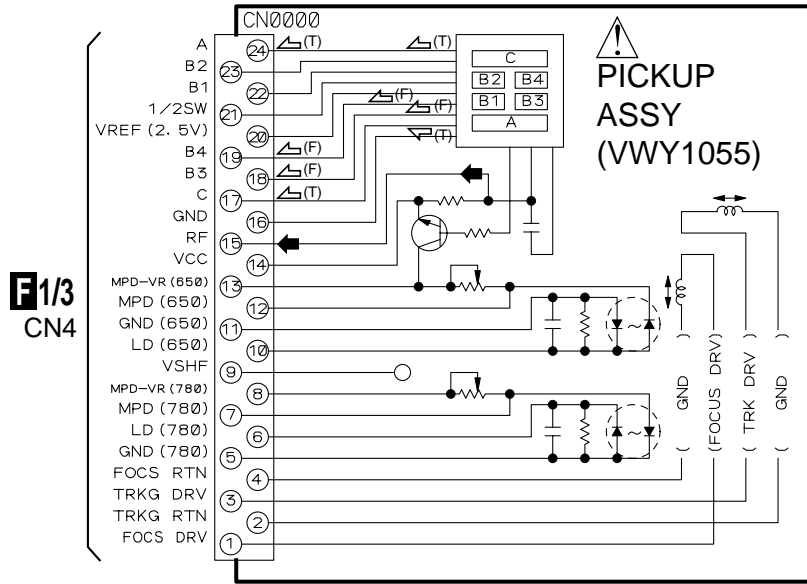 CN0000
A 24 (T) (T)
B2 23
B1 22
1/2SW 21
VREF (2. 5V) 20
B4 19 (F) (F)
B3 18 (F) (F)
C 17 (T) (T)
GND 16
RF 15
VCC 14
MPD-VR (650) 13
MPD (650) 12
GND (650) 11
LD (650) 10
VSHF 9
MPD-VR (780) 8
MPD (780) 7
LD (780) 6
GND (780) 5
FOCS RTN 4
TRKG DRV 3
TRKG RTN 2
FOCS DRV 1
F 1/3
CN4
C
B2 B4
B1 B3
A
!
PICKUP
ASSY
(VWY1055)
( GND )
(FOCUS DRV)
( TRK DRV )
( GND )